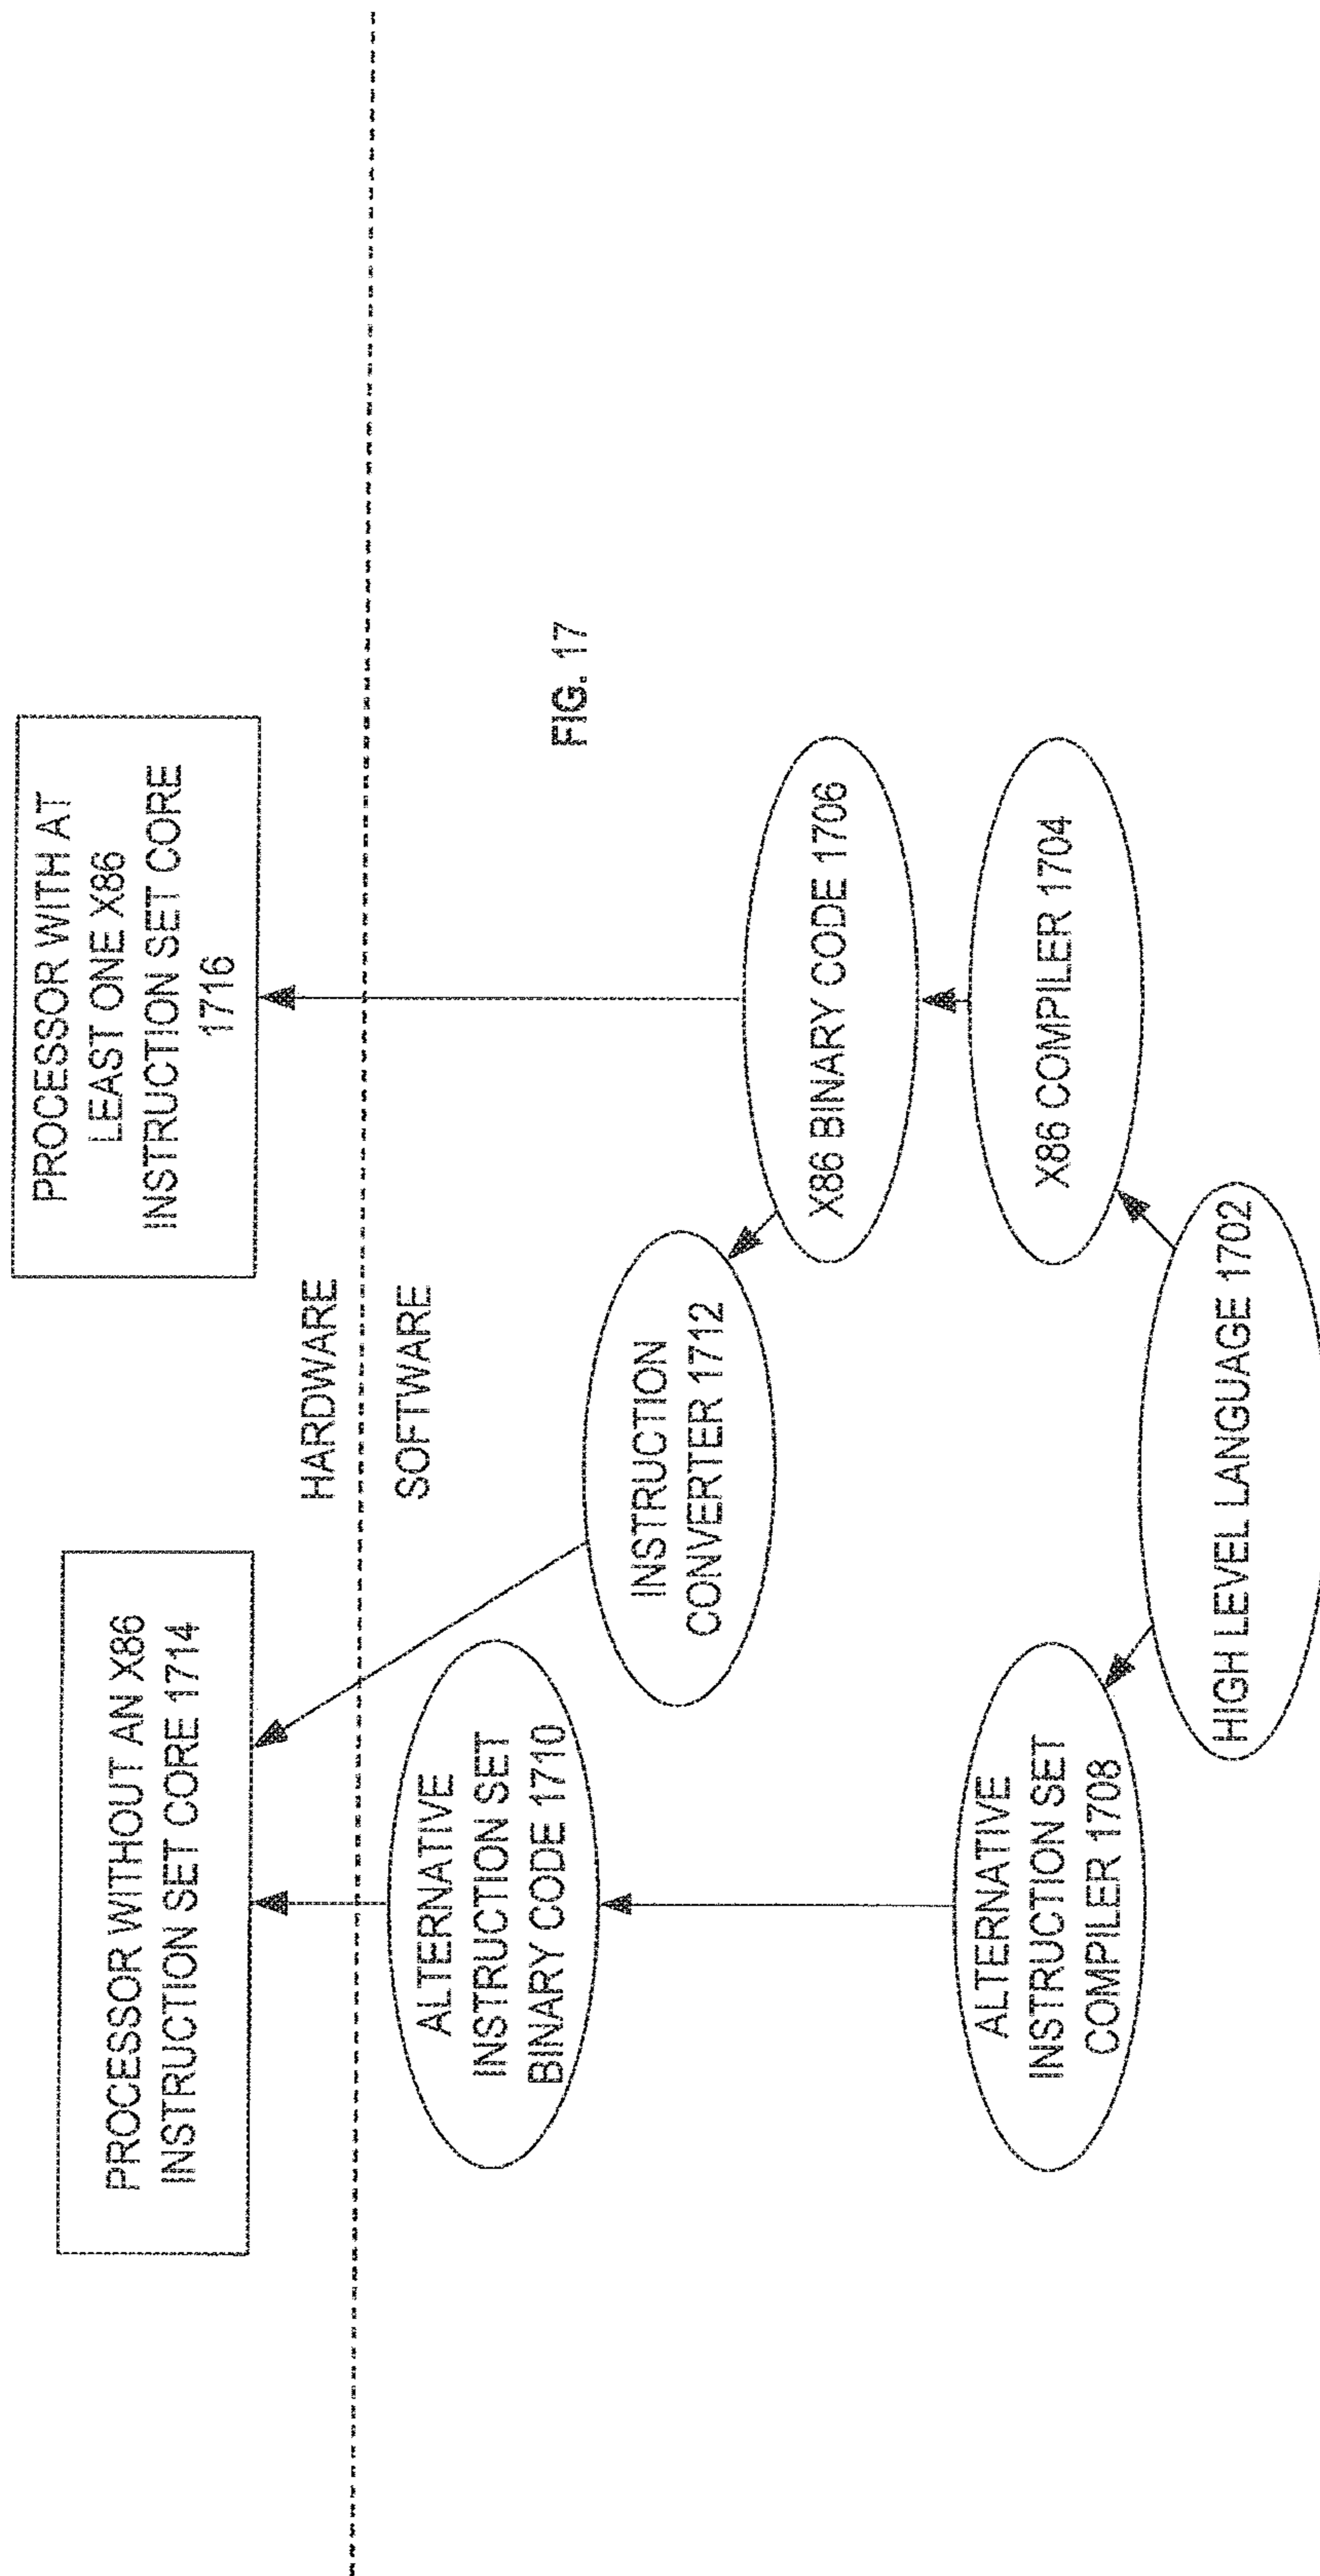 PROCESSOR WITHOUT AN X86
INSTRUCTION SET CORE 1714
PROCESSOR WITH AT
LEAST ONE X86
INSTRUCTION SET CORE
1716
HARDWARE
SOFTWARE
ALTERNATIVE
INSTRUCTION SET
BINARY CODE 1710
INSTRUCTION
CONVERTER 1712
FIG. 17
X86 BINARY CODE 1706
ALTERNATIVE
INSTRUCTION SET
COMPILER 1708
X86 COMPILER 1704
HIGH LEVEL LANGUAGE 1702